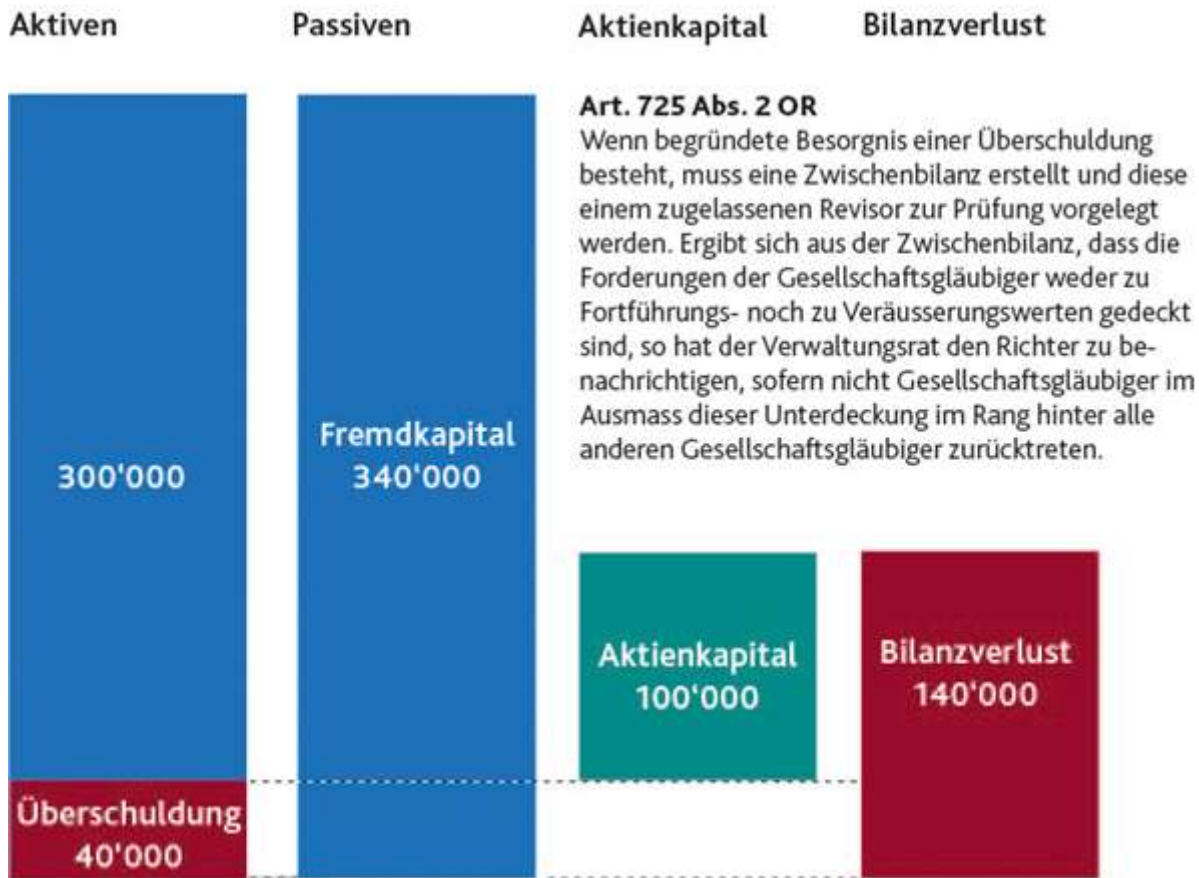 Aktiven Passiven Aktienkapital Bilanzverlust
Art. 725 Abs. 2 OR
Wenn begründete Besorgnis einer Überschuldung
besteht, muss eine Zwischenbilanz erstellt und diese
einem zugelassenen Revisor zur Prüfung vorgelegt
werden. Ergibt sich aus der Zwischenbilanz, dass die
Forderungen der Gesellschaftsgläubiger weder zu
Fortführungs- noch zu Veräusserungswerten gedeckt
sind, so hat der Verwaltungsrat den Richter zu be-
nachrichtigen, sofern nicht Gesellschaftsgläubiger im
Ausmass dieser Unterdeckung im Rang hinter alle
anderen Gesellschaftsgläubiger zurücktreten.
300‘000
Fremdkapital
340‘000
Aktienkapital
100‘000
Bilanzverlust
140‘000
Überschuldung
40‘000